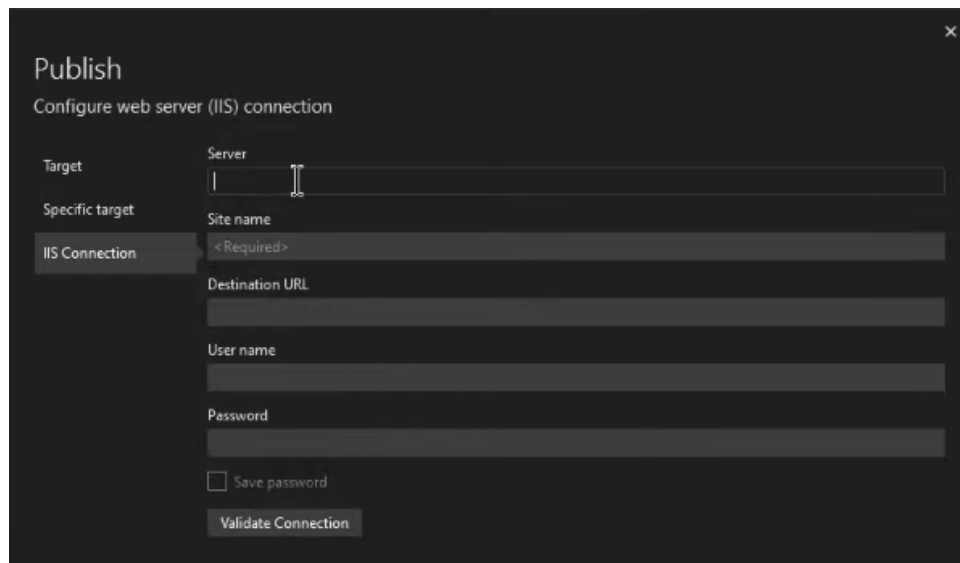 Publish
Configure web server (IIS) connection
Target
Specific target
IIS Connection
Server
Site name
<Required>
Destination URL
User name
Password
Save password
Validate Connection